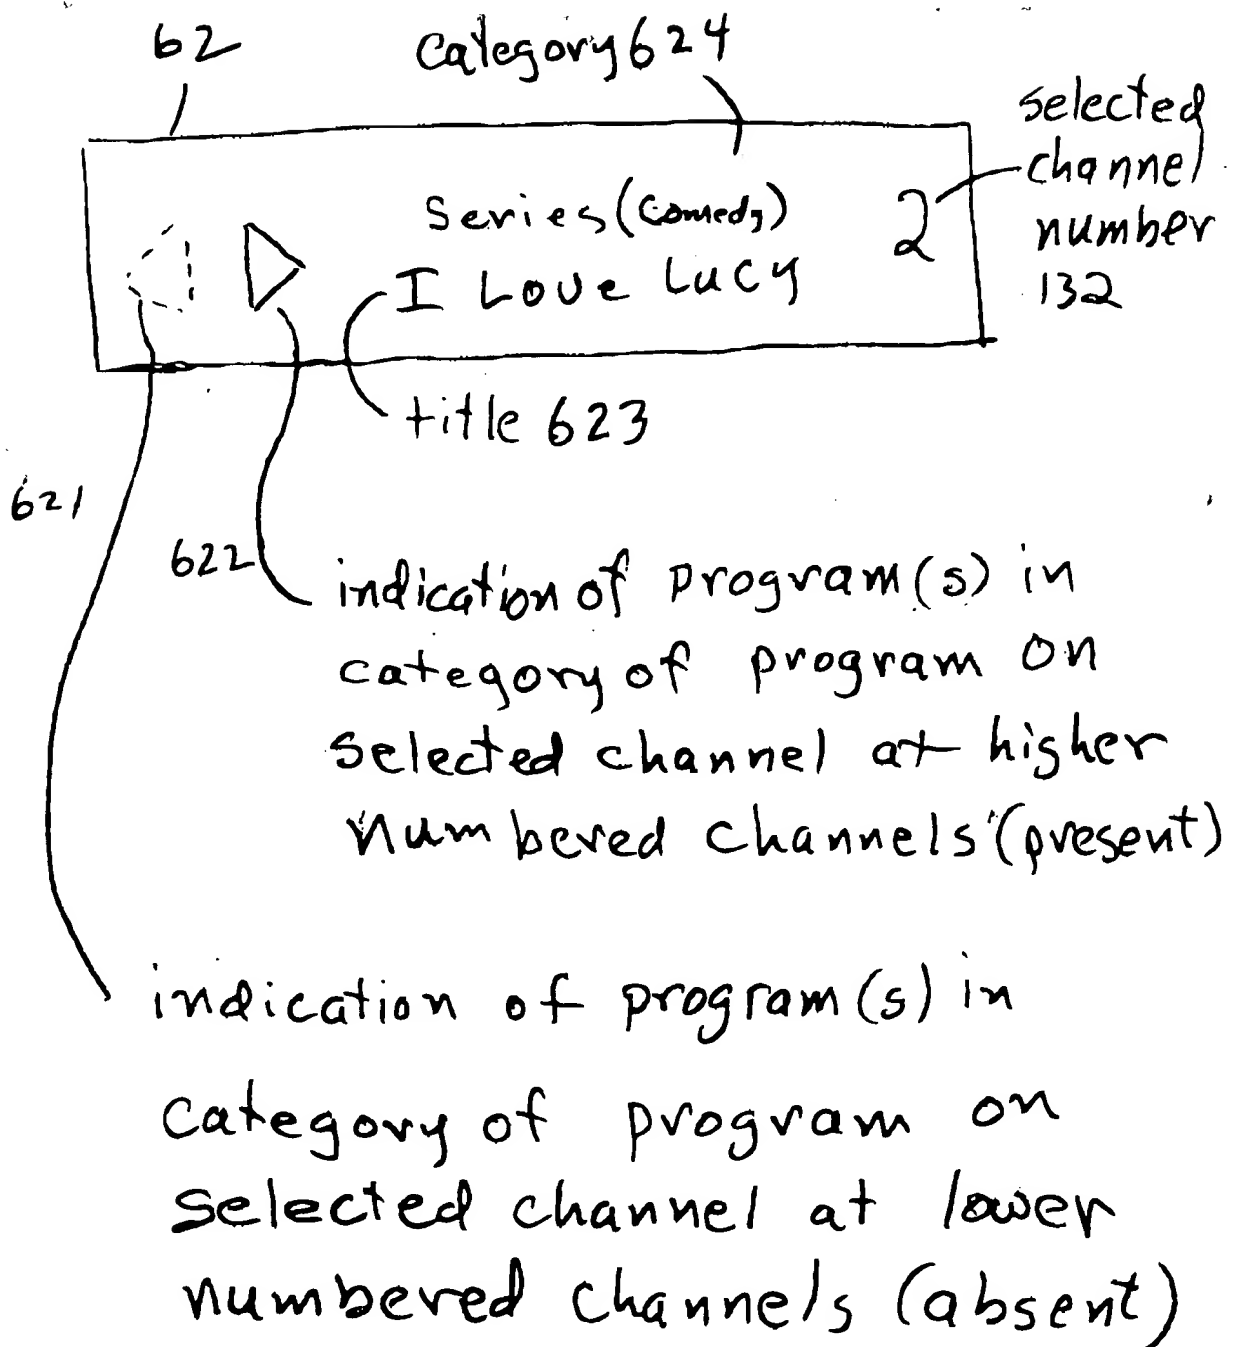 62
category 624
selected
channel
number
132
Series (Comedy)
2
I Love Lucy
title 623
621
622
indication of program(s) in
category of program on
selected channel at higher
numbered channels (present)
indication of program(s) in
category of program on
selected channel at lower
numbered channels (absent)